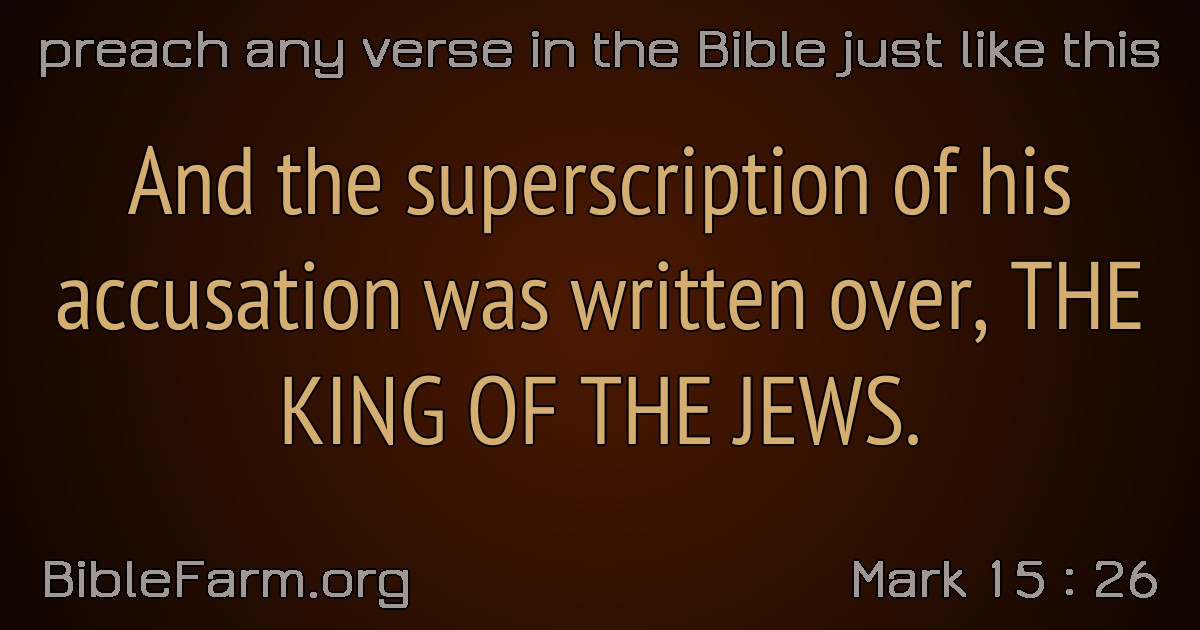 preach any verse in the Bible just like this
And the superscription of his
accusation was written over, THE
KING OF THE JEWS.
BibleFarm.org
Mark 15 : 26